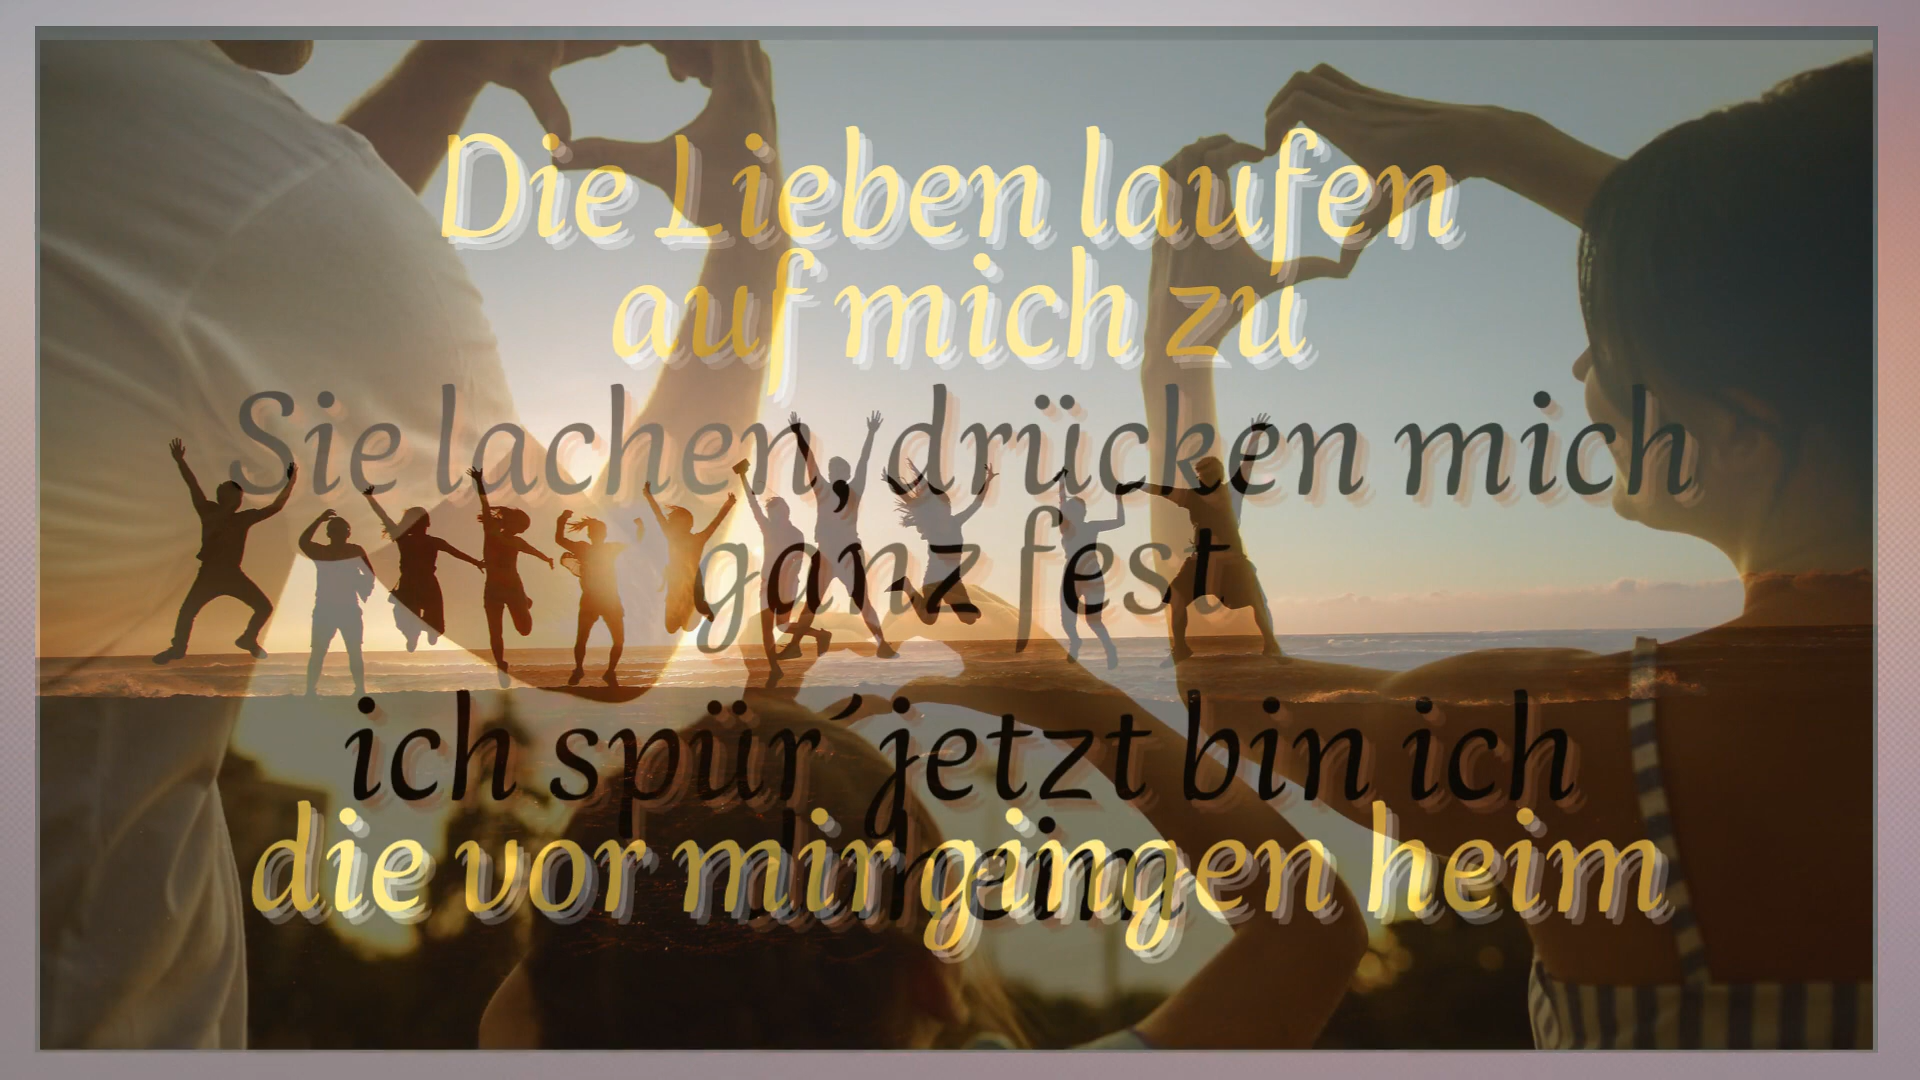 Die Lieben laufen
auf mich zu
Sie lachen, drücken mich
ganz fest
ich spür´ jetzt bin ich
die vor mir gingen heim
daheim